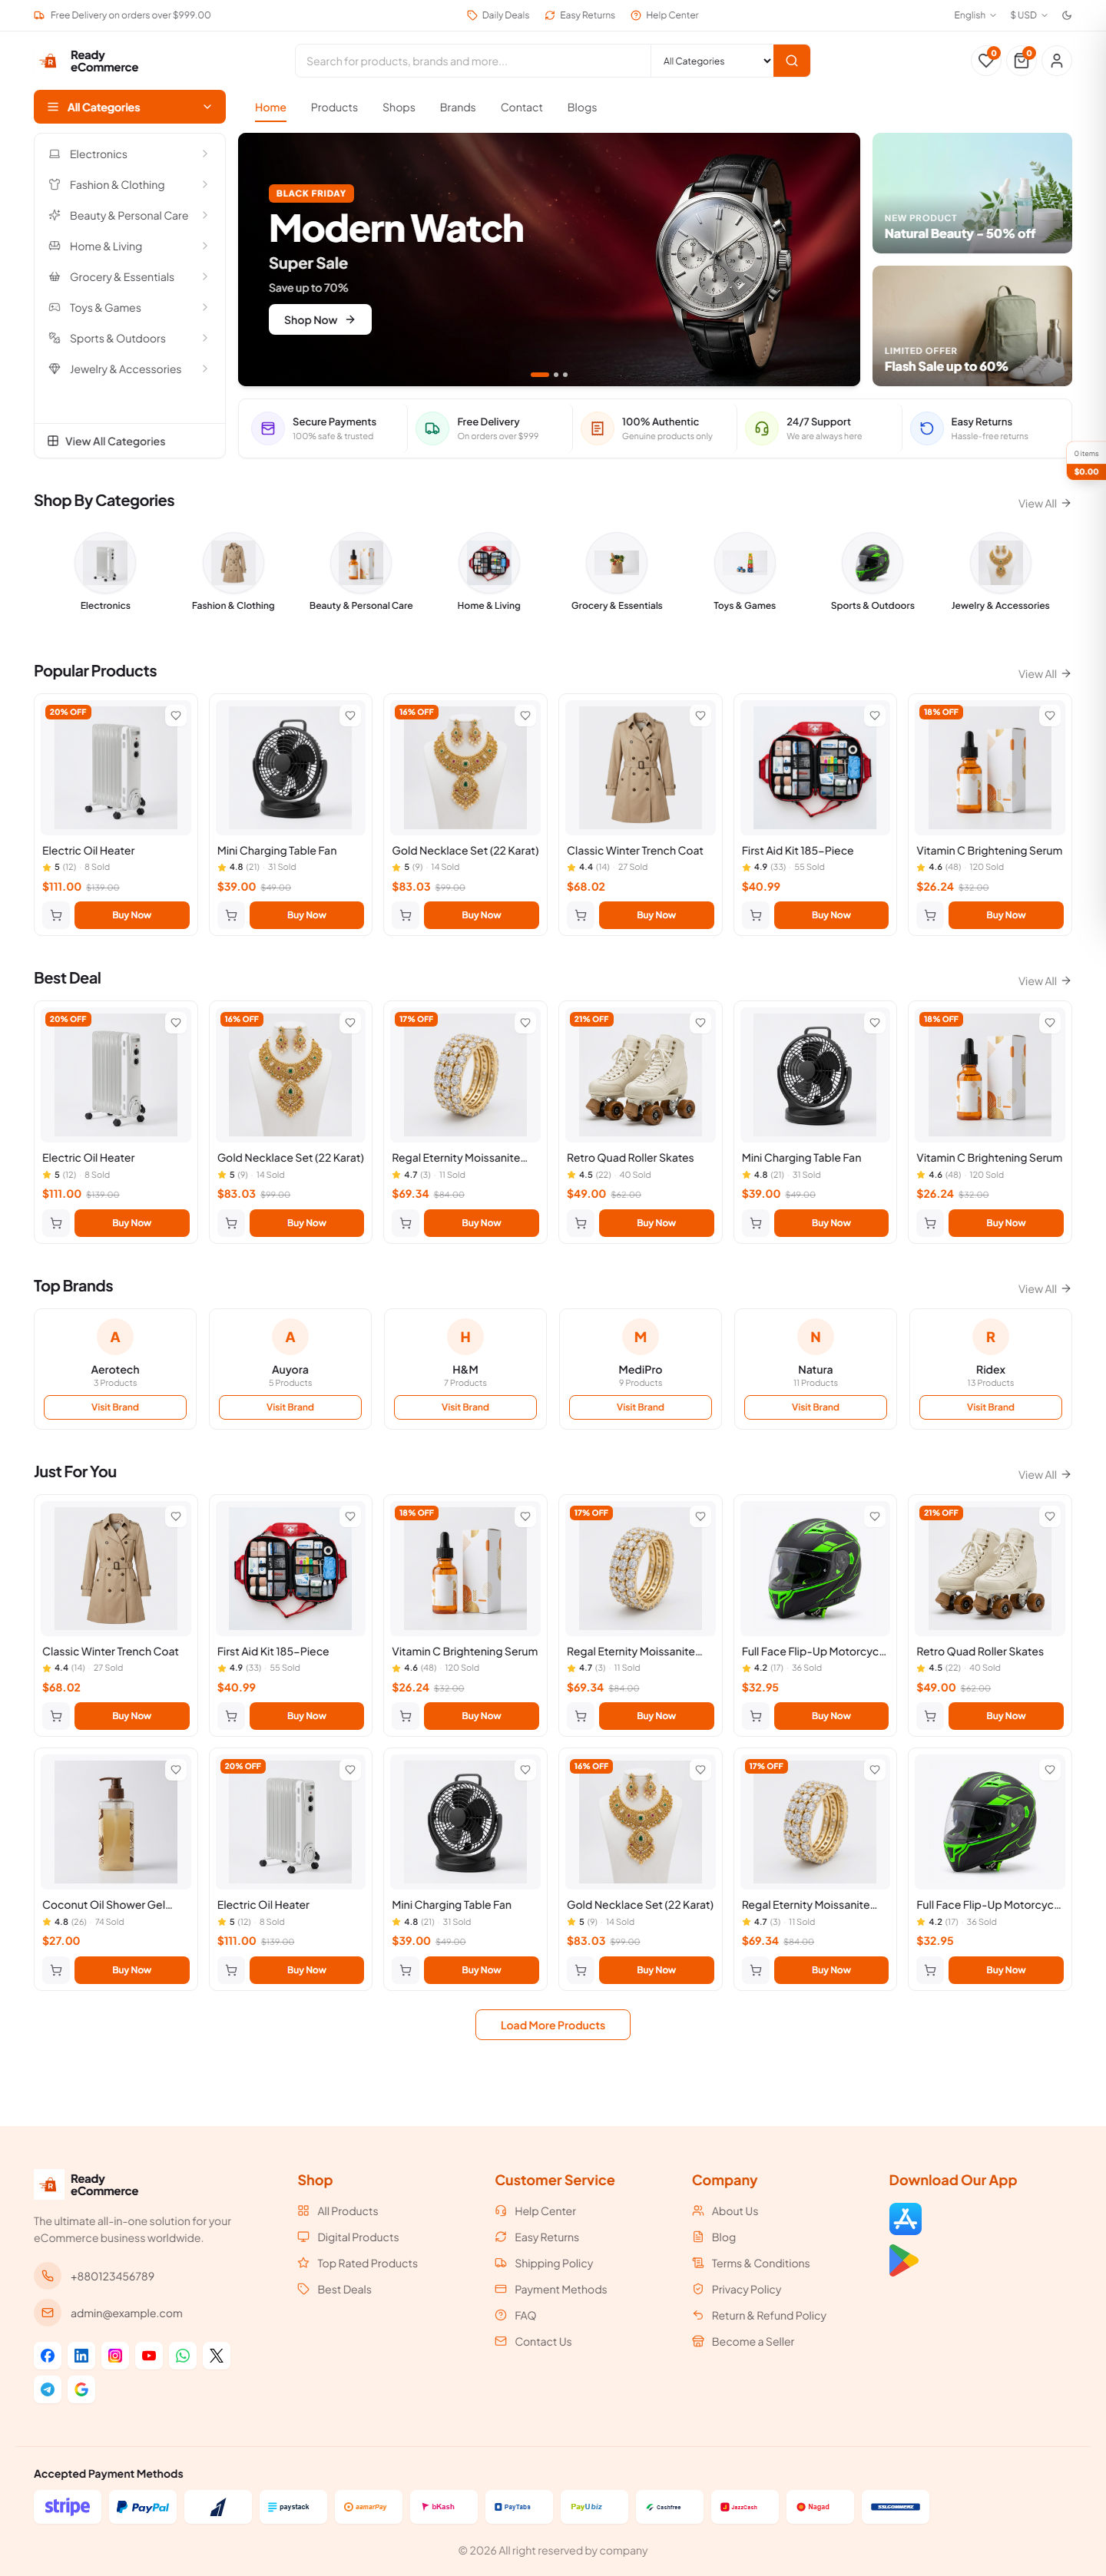 Free Delivery on orders over $999.00
Daily Deals
Easy Returns
Help Center
English
$ USD
Ready
eCommerce
Search for products, brands and more...
All Categories
0
0
All Categories
Home
Products
Shops
Brands
Contact
Blogs
Electronics
Fashion & Clothing
Beauty & Personal Care
Home & Living
Grocery & Essentials
Toys & Games
Sports & Outdoors
Jewelry & Accessories
View All Categories
BLACK FRIDAY
Modern Watch
Super Sale
Save up to 70%
Shop Now
NEW PRODUCT
Natural Beauty - 50% off
LIMITED OFFER
Flash Sale up to 60%
Secure Payments
100% safe & trusted
Free Delivery
On orders over $999
100% Authentic
Genuine products only
24/7 Support
We are always here
Easy Returns
Hassle-free returns
0 items
$0.00
Shop By Categories
View All
Electronics
Fashion & Clothing
Beauty & Personal Care
Home & Living
Grocery & Essentials
Toys & Games
Sports & Outdoors
Jewelry & Accessories
Popular Products
View All
20% OFF
Electric Oil Heater
5 (12) · 8 Sold
$111.00 $139.00
Buy Now
Mini Charging Table Fan
4.8 (21) · 31 Sold
$39.00 $49.00
Buy Now
16% OFF
Gold Necklace Set (22 Karat)
5 (9) · 14 Sold
$83.03 $99.00
Buy Now
Classic Winter Trench Coat
4.4 (14) · 27 Sold
$68.02
Buy Now
First Aid Kit 185-Piece
4.9 (33) · 55 Sold
$40.99
Buy Now
18% OFF
Vitamin C Brightening Serum
4.6 (48) · 120 Sold
$26.24 $32.00
Buy Now
Best Deal
View All
20% OFF
Electric Oil Heater
5 (12) · 8 Sold
$111.00 $139.00
Buy Now
16% OFF
Gold Necklace Set (22 Karat)
5 (9) · 14 Sold
$83.03 $99.00
Buy Now
17% OFF
Regal Eternity Moissanite...
4.7 (3) · 11 Sold
$69.34 $84.00
Buy Now
21% OFF
Retro Quad Roller Skates
4.5 (22) · 40 Sold
$49.00 $62.00
Buy Now
Mini Charging Table Fan
4.8 (21) · 31 Sold
$39.00 $49.00
Buy Now
18% OFF
Vitamin C Brightening Serum
4.6 (48) · 120 Sold
$26.24 $32.00
Buy Now
Top Brands
View All
A
Aerotech
3 Products
Visit Brand
A
Auyora
5 Products
Visit Brand
H
H&M
7 Products
Visit Brand
M
MediPro
9 Products
Visit Brand
N
Natura
11 Products
Visit Brand
R
Ridex
13 Products
Visit Brand
Just For You
View All
Classic Winter Trench Coat
4.4 (14) · 27 Sold
$68.02
Buy Now
First Aid Kit 185-Piece
4.9 (33) · 55 Sold
$40.99
Buy Now
18% OFF
Vitamin C Brightening Serum
4.6 (48) · 120 Sold
$26.24 $32.00
Buy Now
17% OFF
Regal Eternity Moissanite...
4.7 (3) · 11 Sold
$69.34 $84.00
Buy Now
Full Face Flip-Up Motorcyc...
4.2 (17) · 36 Sold
$32.95
Buy Now
21% OFF
Retro Quad Roller Skates
4.5 (22) · 40 Sold
$49.00 $62.00
Buy Now
Coconut Oil Shower Gel...
4.8 (26) · 74 Sold
$27.00
Buy Now
20% OFF
Electric Oil Heater
5 (12) · 8 Sold
$111.00 $139.00
Buy Now
Mini Charging Table Fan
4.8 (21) · 31 Sold
$39.00 $49.00
Buy Now
16% OFF
Gold Necklace Set (22 Karat)
5 (9) · 14 Sold
$83.03 $99.00
Buy Now
17% OFF
Regal Eternity Moissanite...
4.7 (3) · 11 Sold
$69.34 $84.00
Buy Now
Full Face Flip-Up Motorcyc...
4.2 (17) · 36 Sold
$32.95
Buy Now
Load More Products
Ready
eCommerce
The ultimate all-in-one solution for your
eCommerce business worldwide.
+880123456789
admin@example.com
Shop
All Products
Digital Products
Top Rated Products
Best Deals
Customer Service
Help Center
Easy Returns
Shipping Policy
Payment Methods
FAQ
Contact Us
Company
About Us
Blog
Terms & Conditions
Privacy Policy
Return & Refund Policy
Become a Seller
Download Our App
Accepted Payment Methods
stripe
PayPal
paystack
aamarPay
bKash
PayTabs
PayUbiz
Cashfree
JazzCash
Nagad
SSLCOMMERZ
© 2026 All right reserved by company